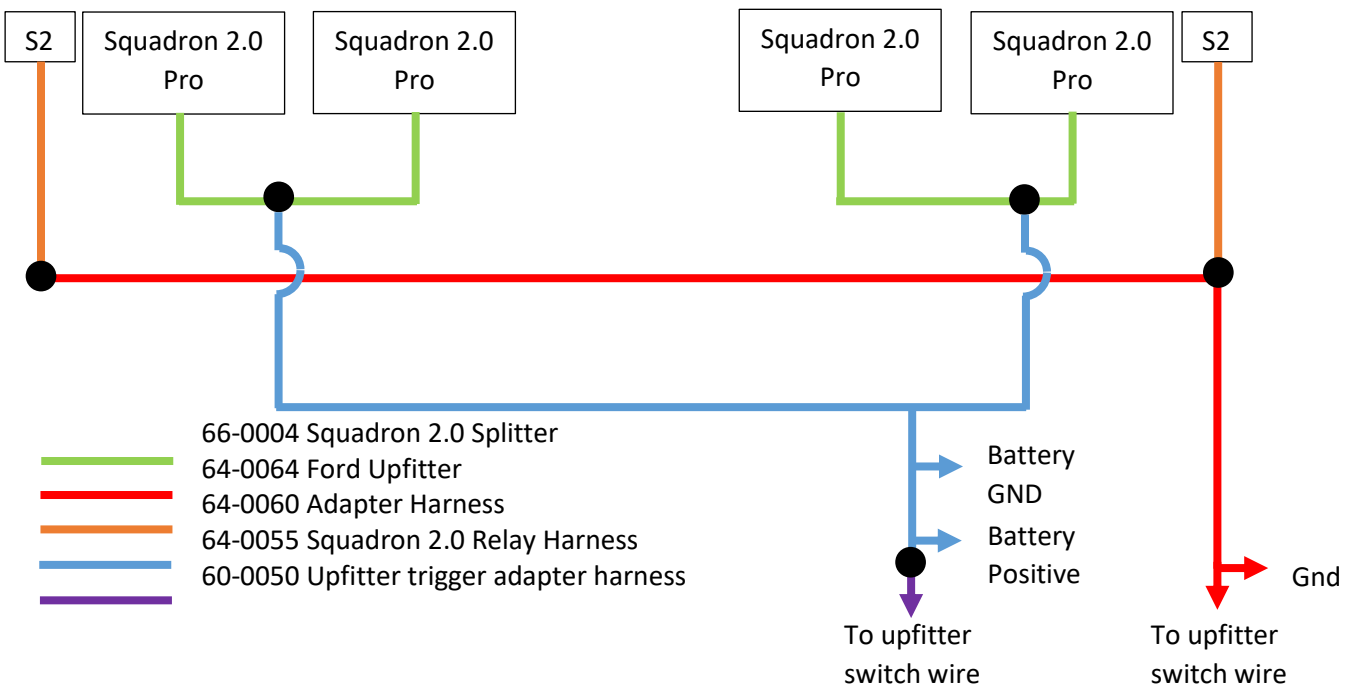 S2
Squadron 2.0
Pro
Squadron 2.0
Pro
Squadron 2.0
Pro
Squadron 2.0
Pro
S2
66-0004 Squadron 2.0 Splitter
64-0064 Ford Upfitter
64-0060 Adapter Harness
64-0055 Squadron 2.0 Relay Harness
60-0050 Upfitter trigger adapter harness
Battery
GND
Battery
Positive
Gnd
To upfitter
switch wire
To upfitter
switch wire